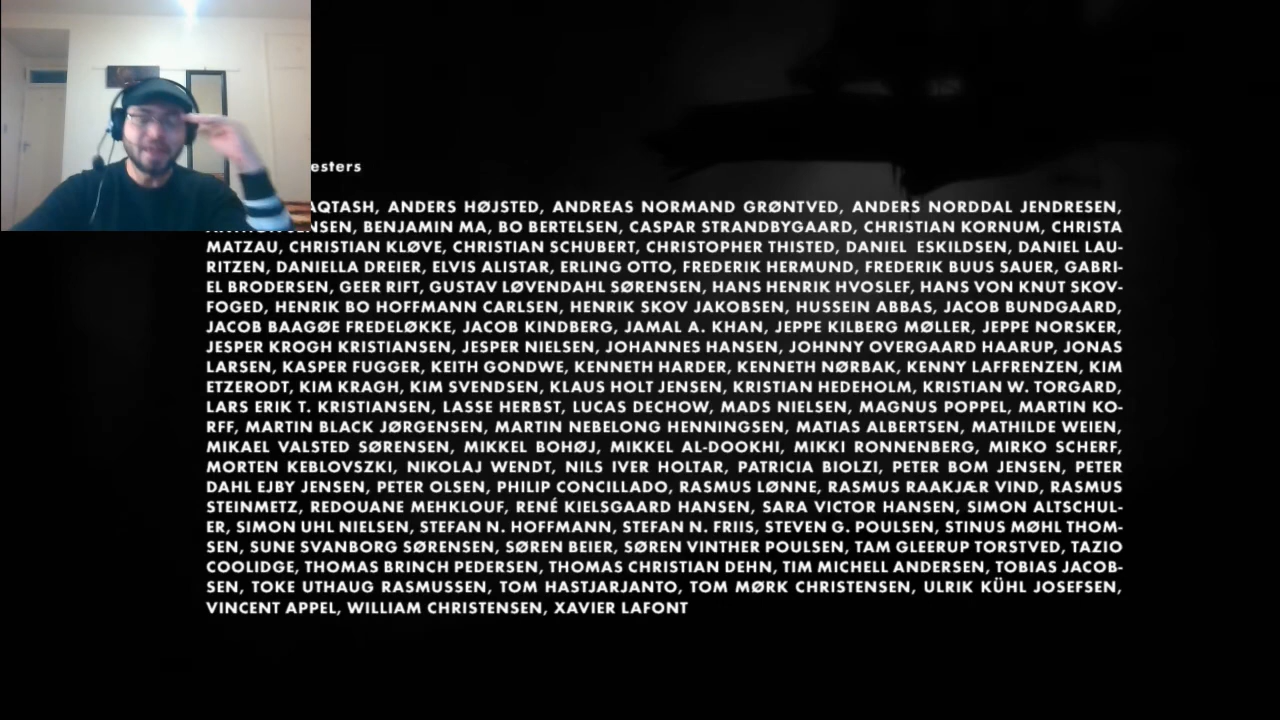 esters
AQTASH, ANDERS HØJSTED, ANDREAS NORMAND GRØNTVED, ANDERS NORDDAL JENDRESEN,
BENJAMIN MA, BO BERTELSEN, CASPAR STRANDBYGAARD, CHRISTIAN KORNUM, CHRISTA
MATZAU, CHRISTIAN KLØVE, CHRISTIAN SCHUBERT, CHRISTOPHER THISTED, DANIEL ESKILDSEN, DANIEL LAU-
RITZEN, DANIELLA DREIER, ELVIS ALISTAR, ERLING OTTO, FREDERIK HERMUND, FREDERIK BUUS SAUER, GABRI-
EL BRODERSEN, GEER RIFT, GUSTAV LØVENDAHL SØRENSEN, HANS HENRIK HVOSLEF, HANS VON KNUT SKOV-
FOGED, HENRIK BO HOFFMANN CARLSEN, HENRIK SKOV JAKOBSEN, HUSSEIN ABBAS, JACOB BUNDGAARD,
JACOB BAAGØE FREDELØKKE, JACOB KINDBERG, JAMAL A. KHAN, JEPPE KILBERG MØLLER, JEPPE NORSKER,
JESPER KROGH KRISTIANSEN, JESPER NIELSEN, JOHANNES HANSEN, JOHNNY OVERGAARD HAARUP, JONAS
LARSEN, KASPER FUGGER, KEITH GONDWE, KENNETH HARDER, KENNETH NØRBAK, KENNY LAFFRENZEN, KIM
ETZERODT, KIM KRAGH, KIM SVENDSEN, KLAUS HOLT JENSEN, KRISTIAN HEDEHOLM, KRISTIAN W. TORGARD,
LARS ERIK T. KRISTIANSEN, LASSE HERBST, LUCAS DECHOW, MADS NIELSEN, MAGNUS POPPEL, MARTIN KO-
RFF, MARTIN BLACK JØRGENSEN, MARTIN NEBELONG HENNINGSEN, MATIAS ALBERTSEN, MATHILDE WEIEN,
MIKAEL VALSTED SØRENSEN, MIKKEL BOHØJ, MIKKEL AL-DOOKHI, MIKKI RONNENBERG, MIRKO SCHERF,
MORTEN KEBLOVSZKI, NIKOLAJ WENDT, NILS IVER HOLTAR, PATRICIA BIOLZI, PETER BOM JENSEN, PETER
DAHL EJBY JENSEN, PETER OLSEN, PHILIP CONCILLADO, RASMUS LØNNE, RASMUS RAAKJÆR VIND, RASMUS
STEINMETZ, REDOUANE MEHKLOUF, RENÉ KIELSGAARD HANSEN, SARA VICTOR HANSEN, SIMON ALTSCHUL-
ER, SIMON UHL NIELSEN, STEFAN N. HOFFMANN, STEFAN N. FRIIS, STEVEN G. POULSEN, STINUS MØHL THOM-
SEN, SUNE SVANBORG SØRENSEN, SØREN BEIER, SØREN VINTHER POULSEN, TAM GLEERUP TORSTVED, TAZIO
COOLIDGE, THOMAS BRINCH PEDERSEN, THOMAS CHRISTIAN DEHN, TIM MICHELL ANDERSEN, TOBIAS JACOB-
SEN, TOKE UTHAUG RASMUSSEN, TOM HASTJARJANTO, TOM MØRK CHRISTENSEN, ULRIK KÜHL JOSEFSEN,
VINCENT APPEL, WILLIAM CHRISTENSEN, XAVIER LAFONT